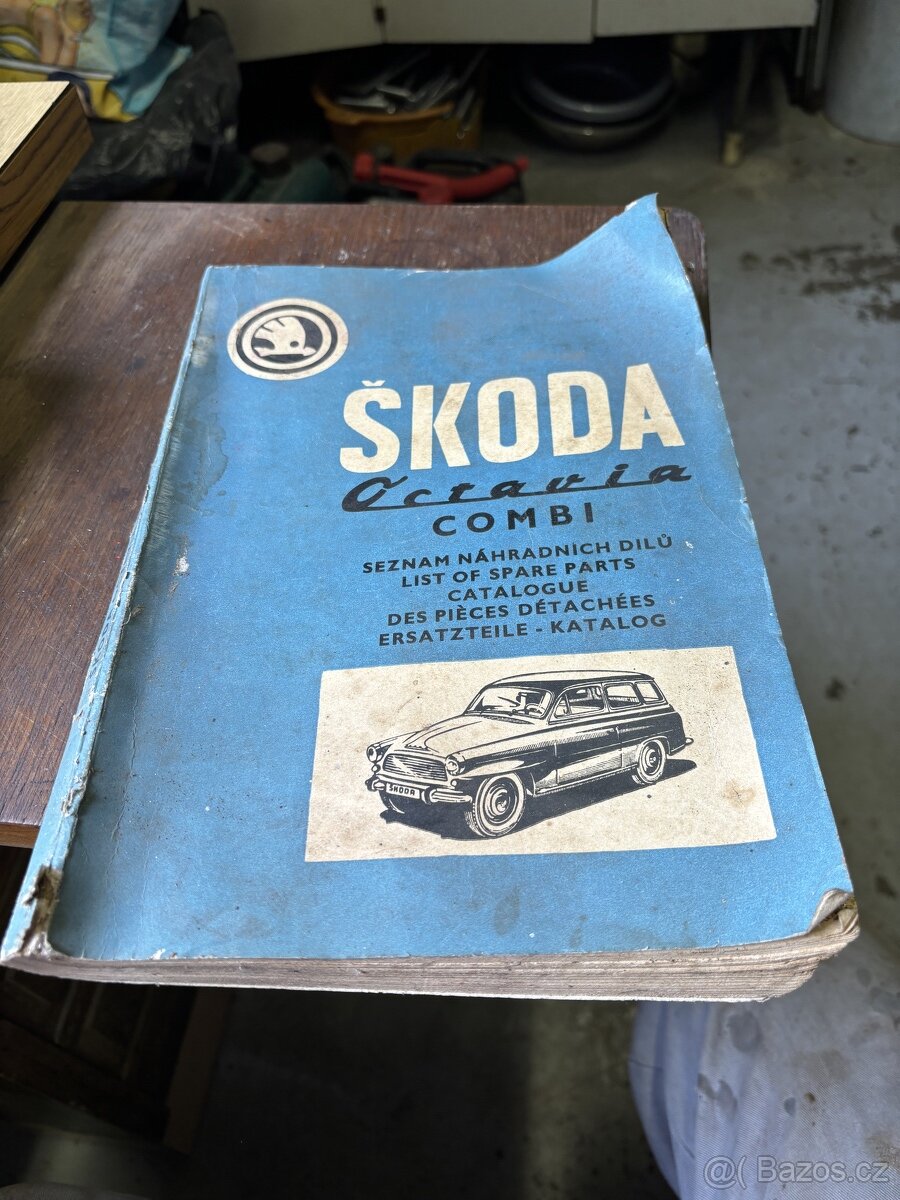 ŠKODA
Octavia
COMBI
SEZNAM NÁHRADNICH DILŮ
LIST OF SPARE PARTS
CATALOGUE
DES PIÈCES DÉTACHÉES
ERSATZTEILE - KATALOG
ŠKODA
@( Bazos.cz